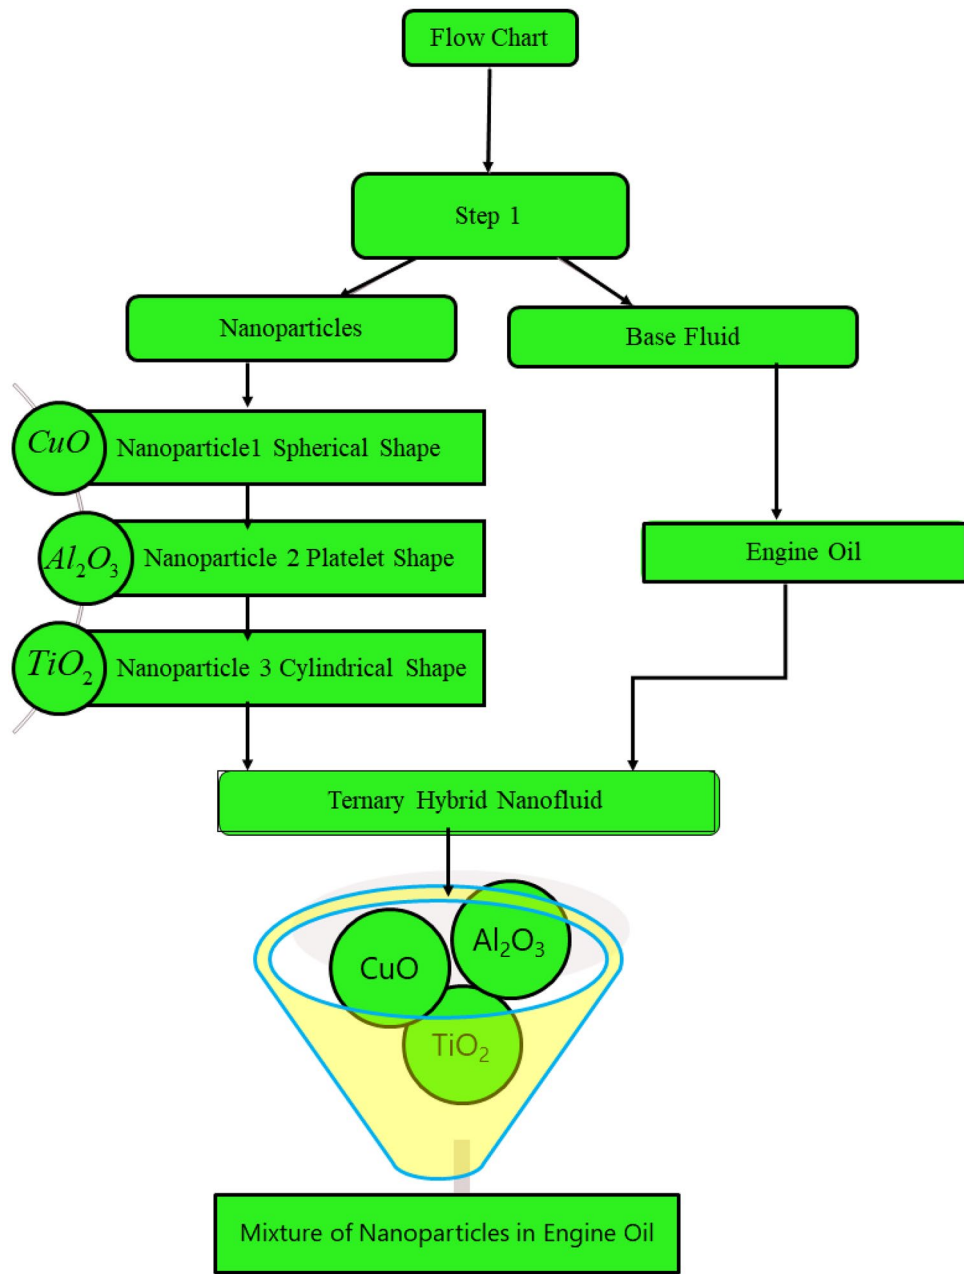 Flow Chart
Step 1
Nanoparticles
Base Fluid
CuO
Nanoparticle1 Spherical Shape
Al₂O₃
Nanoparticle 2 Platelet Shape
Engine Oil
TiO₂
Nanoparticle 3 Cylindrical Shape
Ternary Hybrid Nanofluid
Al₂O₃
CuO
TiO₂
Mixture of Nanoparticles in Engine Oil